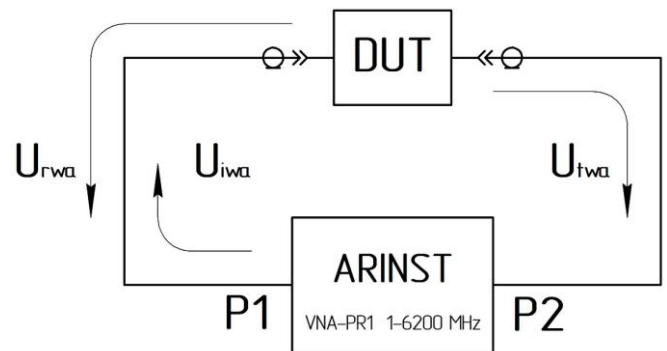 DUT
Urwa
Uiwa
Utwa
ARINST
P1
VNA-PR1 1-6200 MHz
P2